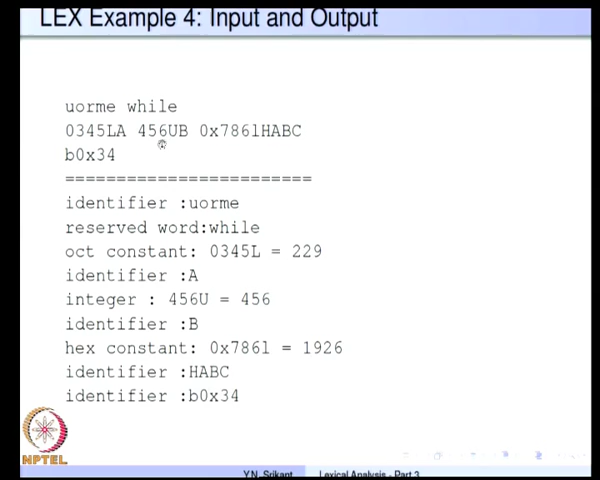 LEX Example 4: Input and Output
uorme while
0345LA 456UB 0x786lHABC
b0x34
========================
identifier :uorme
reserved word:while
oct constant: 0345L = 229
identifier :A
integer : 456U = 456
identifier :B
hex constant: 0x786l = 1926
identifier :HABC
identifier :b0x34
NPTEL
Y.N. Srikant Lexical Analysis - Part 3